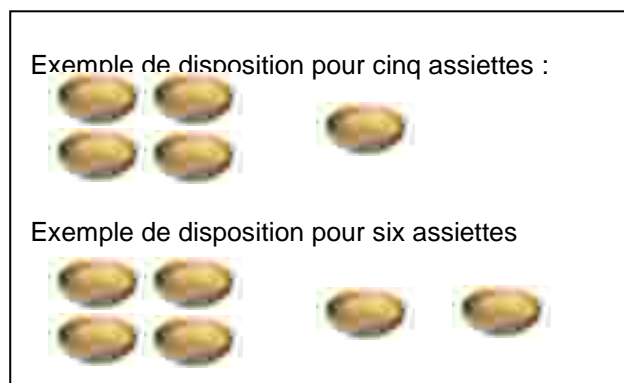 Exemple de disposition pour cinq assiettes :
Exemple de disposition pour six assiettes